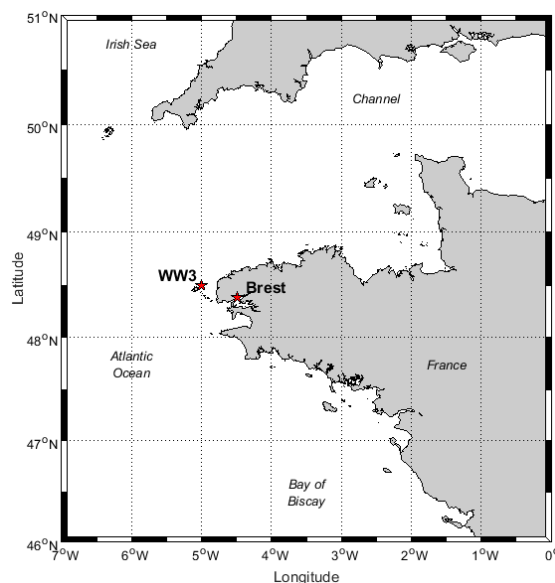 51°N
Irish Sea
Channel
50°N
49°N
WW3
Brest
Latitude
48°N
Atlantic
Ocean
France
47°N
Bay of
Biscay
46°N
7°W
6°W
5°W
4°W
3°W
2°W
1°W
0°
Longitude